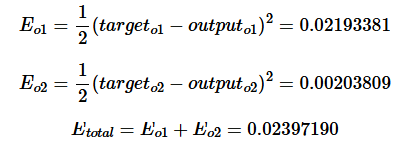 E_{o1} = \frac{1}{2}(target_{o1} − output_{o1})^2 = 0.02193381
E_{o2} = \frac{1}{2}(target_{o2} − output_{o2})^2 = 0.00203809
E_{total} = E_{o1} + E_{o2} = 0.02397190